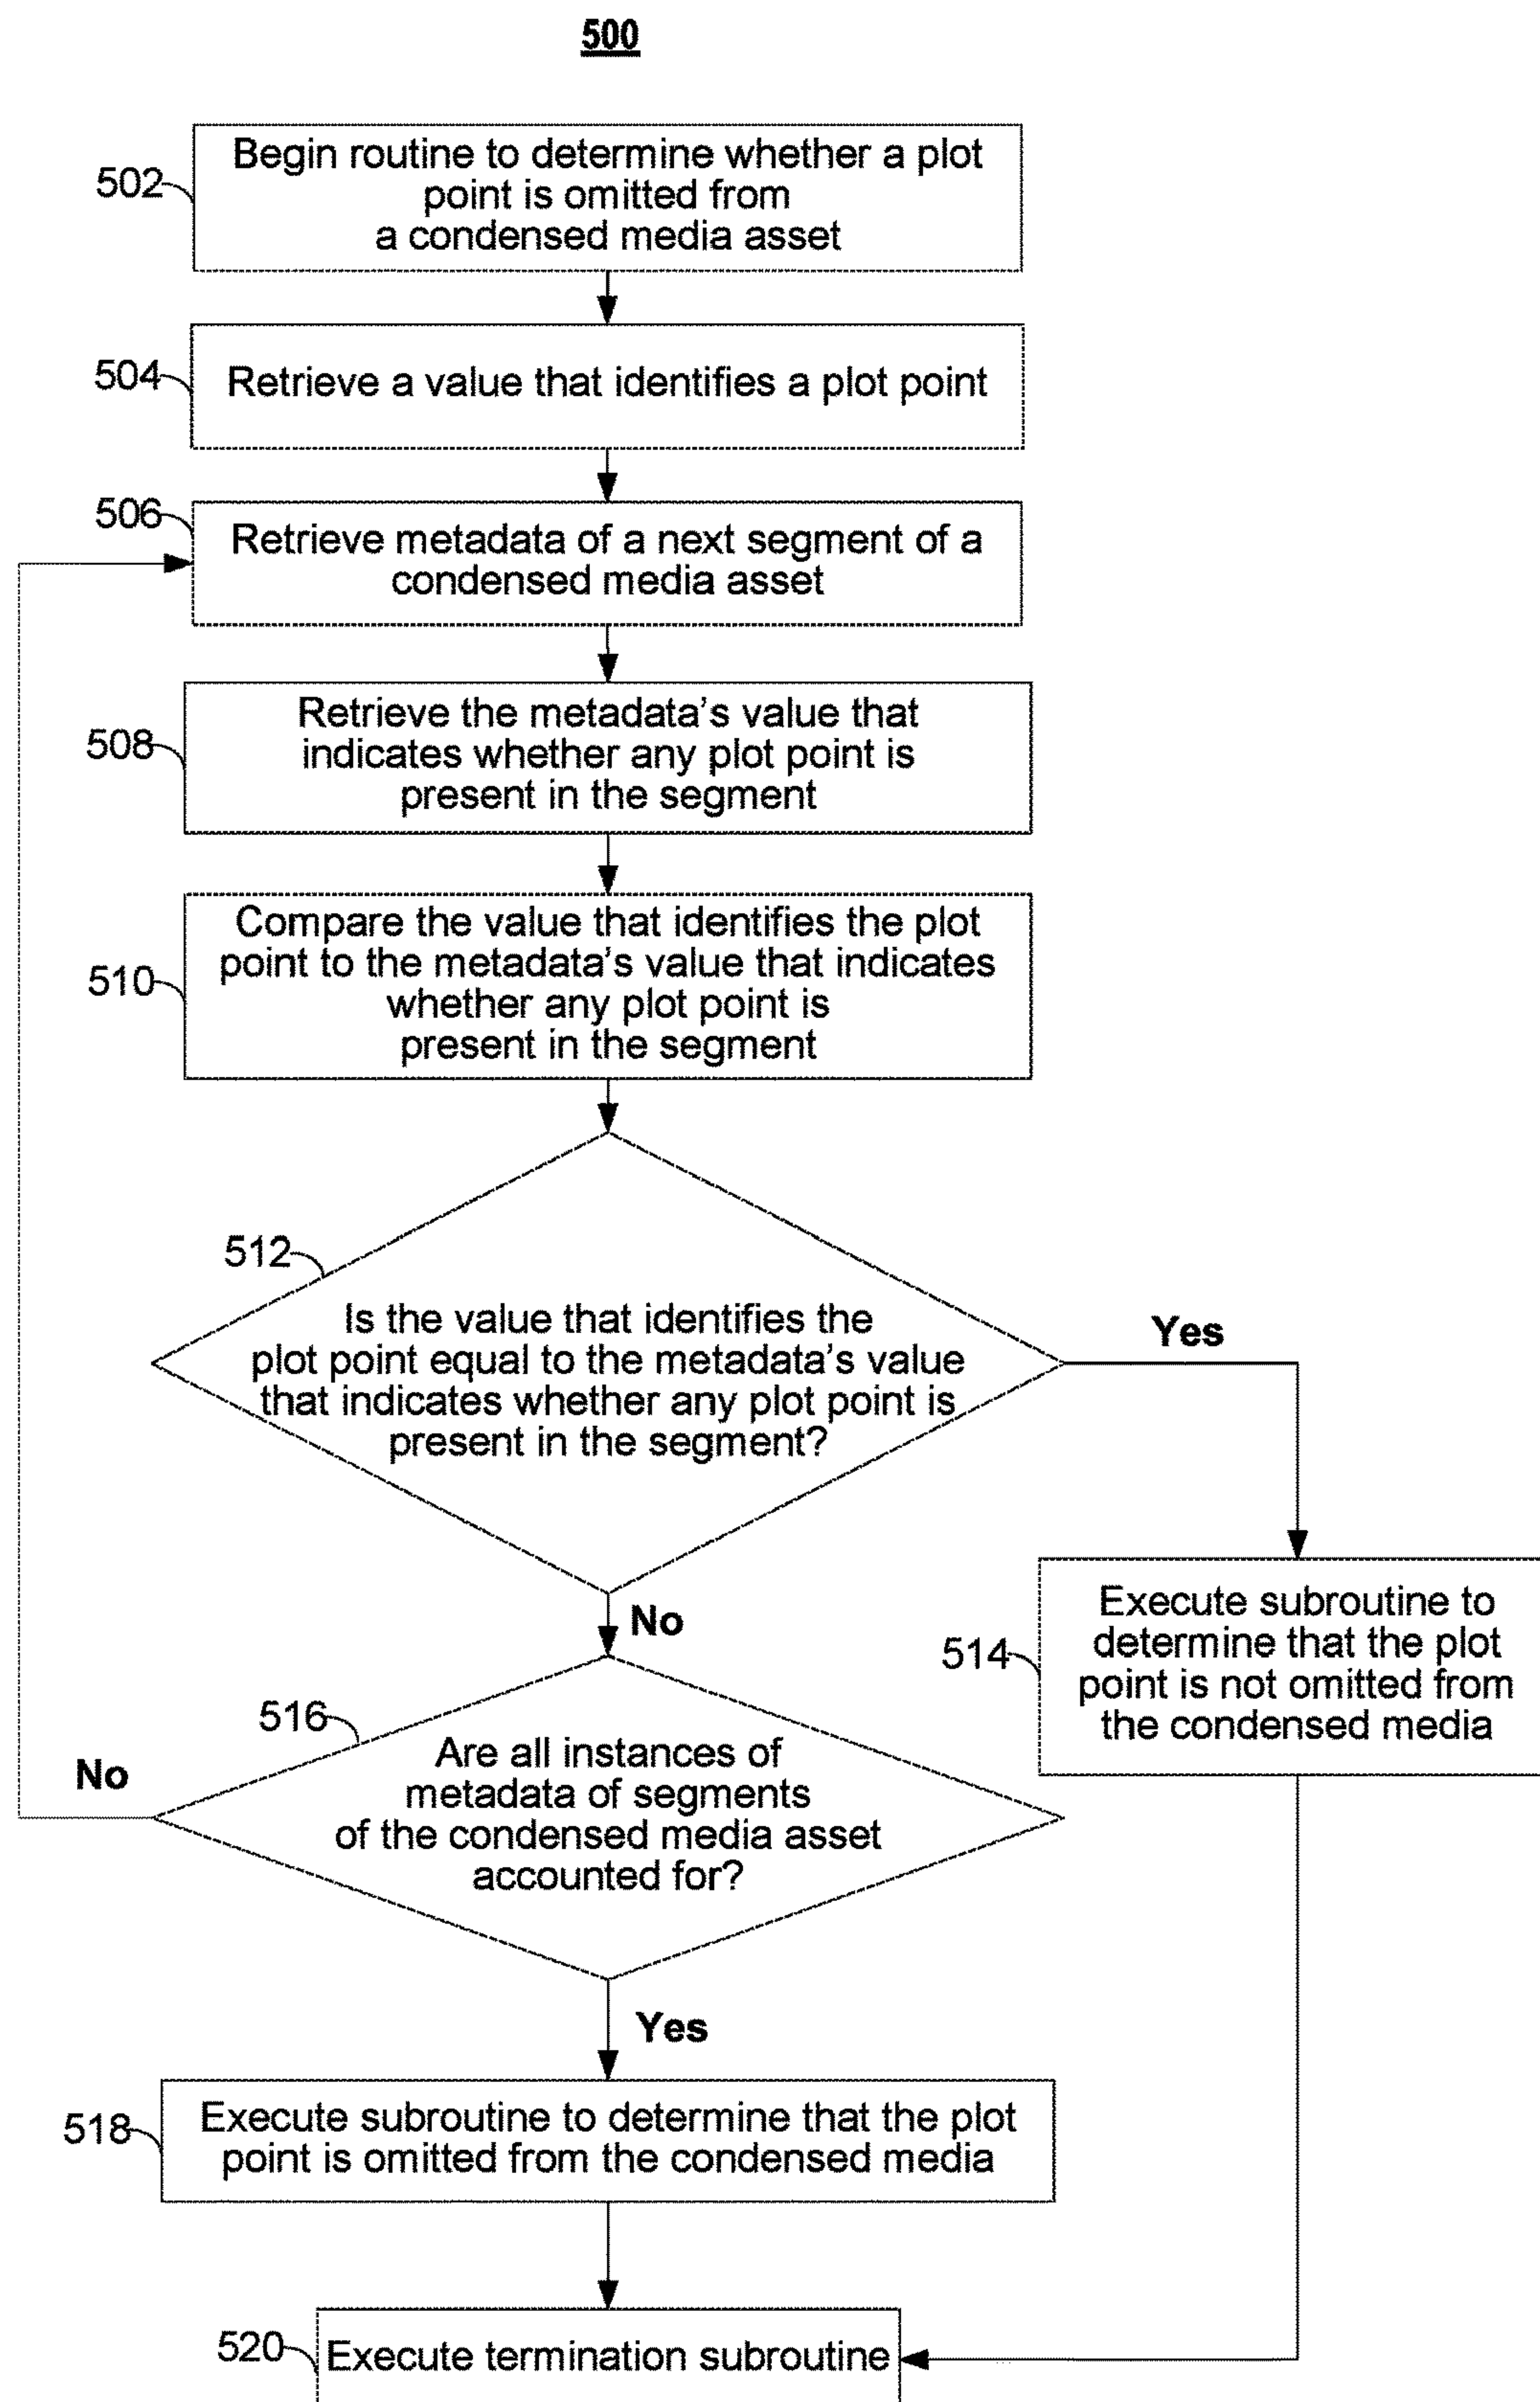 500
502
Begin routine to determine whether a plot
point is omitted from
a condensed media asset
504
Retrieve a value that identifies a plot point
506
Retrieve metadata of a next segment of a
condensed media asset
508
Retrieve the metadata's value that
indicates whether any plot point is
present in the segment
510
Compare the value that identifies the plot
point to the metadata's value that indicates
whether any plot point is
present in the segment
512
Is the value that identifies the
plot point equal to the metadata's value
that indicates whether any plot point is
present in the segment?
Yes
No
514
Execute subroutine to
determine that the plot
point is not omitted from
the condensed media
516
Are all instances of
metadata of segments
of the condensed media asset
accounted for?
No
Yes
518
Execute subroutine to determine that the plot
point is omitted from the condensed media
520
Execute termination subroutine